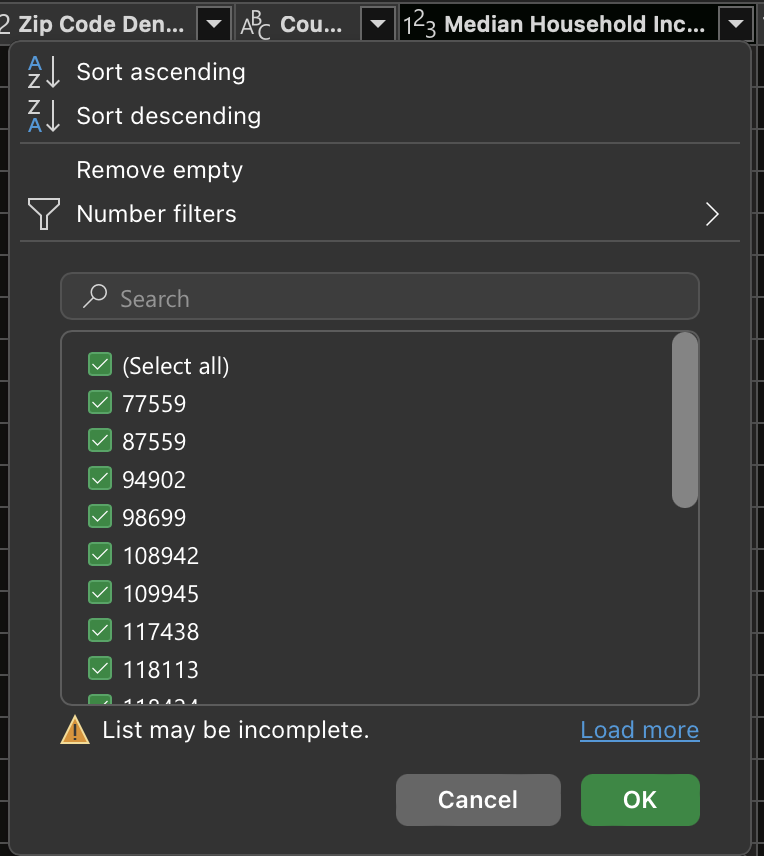 2 Zip Code Den... ABC Cou... 123 Median Household Inc...
AZ Sort ascending
ZA Sort descending
Remove empty
Number filters
Search
(Select all)
77559
87559
94902
98699
108942
109945
117438
118113
List may be incomplete. Load more
Cancel OK